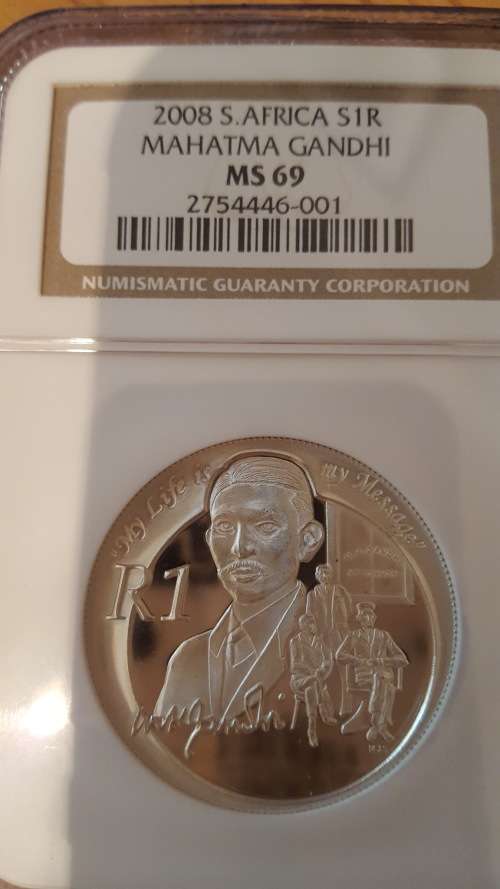 2008 S.AFRICA S1R
MAHATMA GANDHI
MS 69
2754446-001
NUMISMATIC GUARANTY CORPORATION
"My Life is my Message"
R1